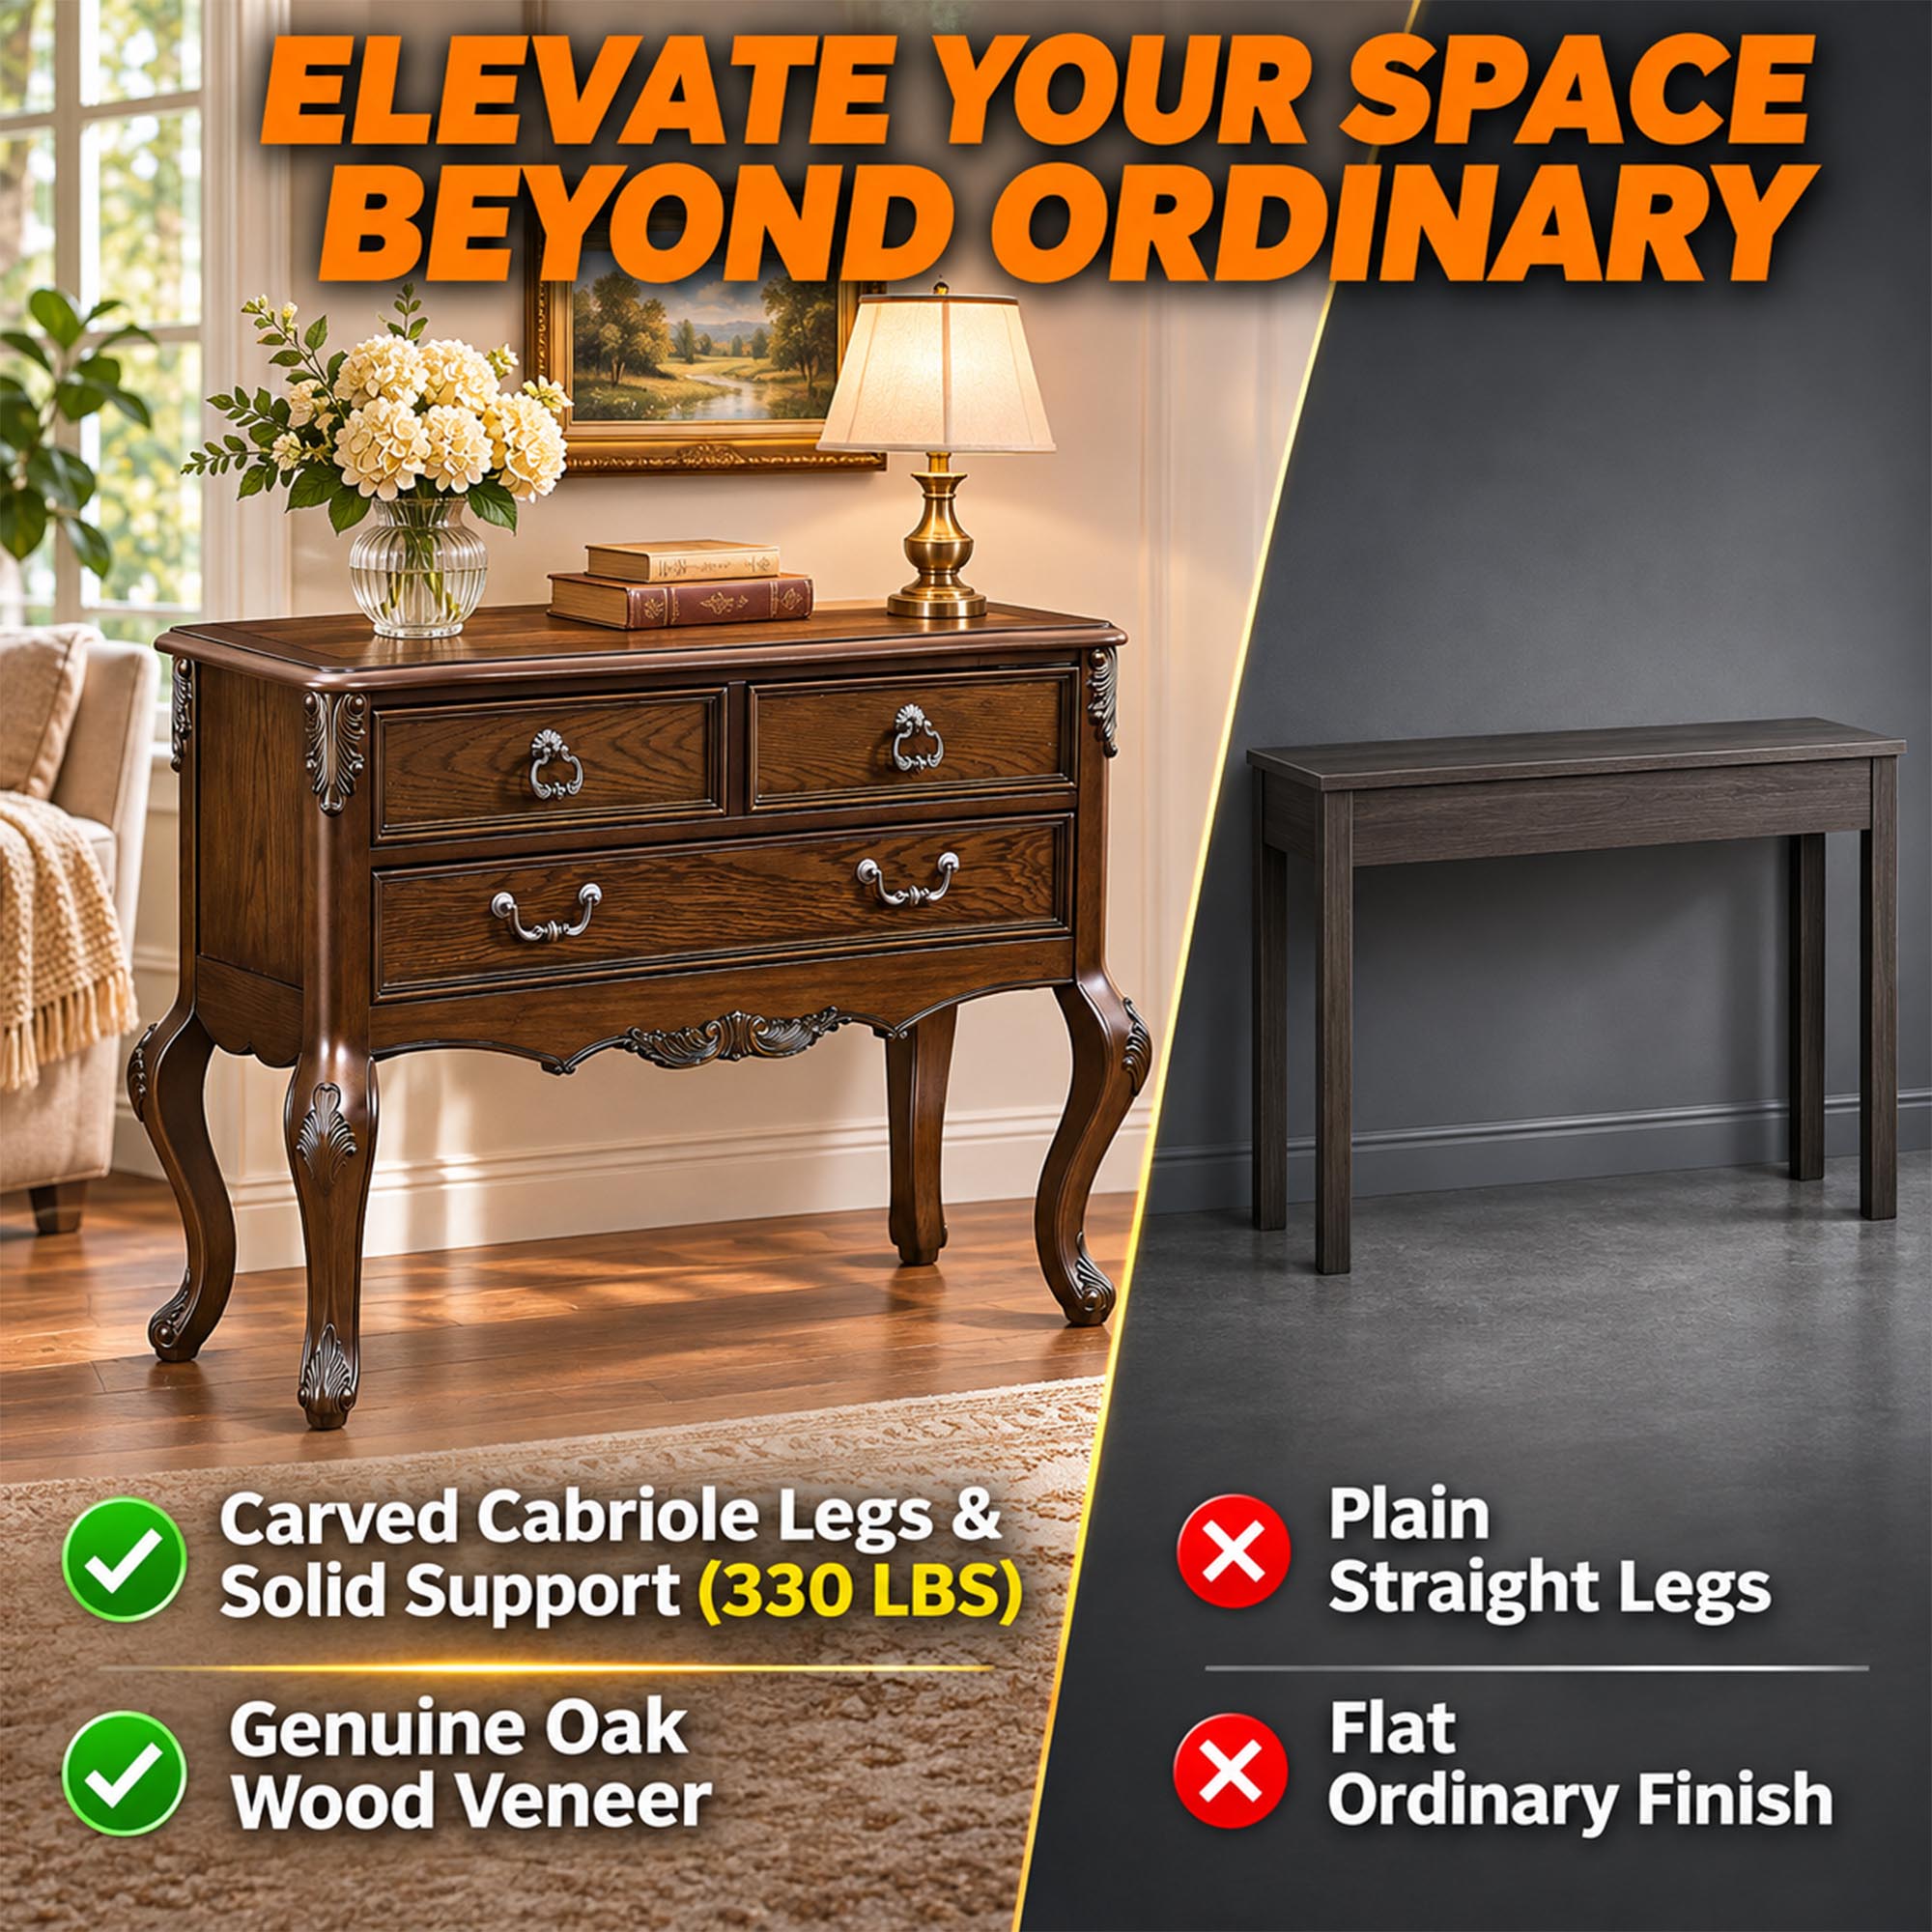 ELEVATE YOUR SPACE
BEYOND ORDINARY
Carved Cabriole Legs &
Solid Support (330 LBS)
Genuine Oak
Wood Veneer
Plain
Straight Legs
Flat
Ordinary Finish